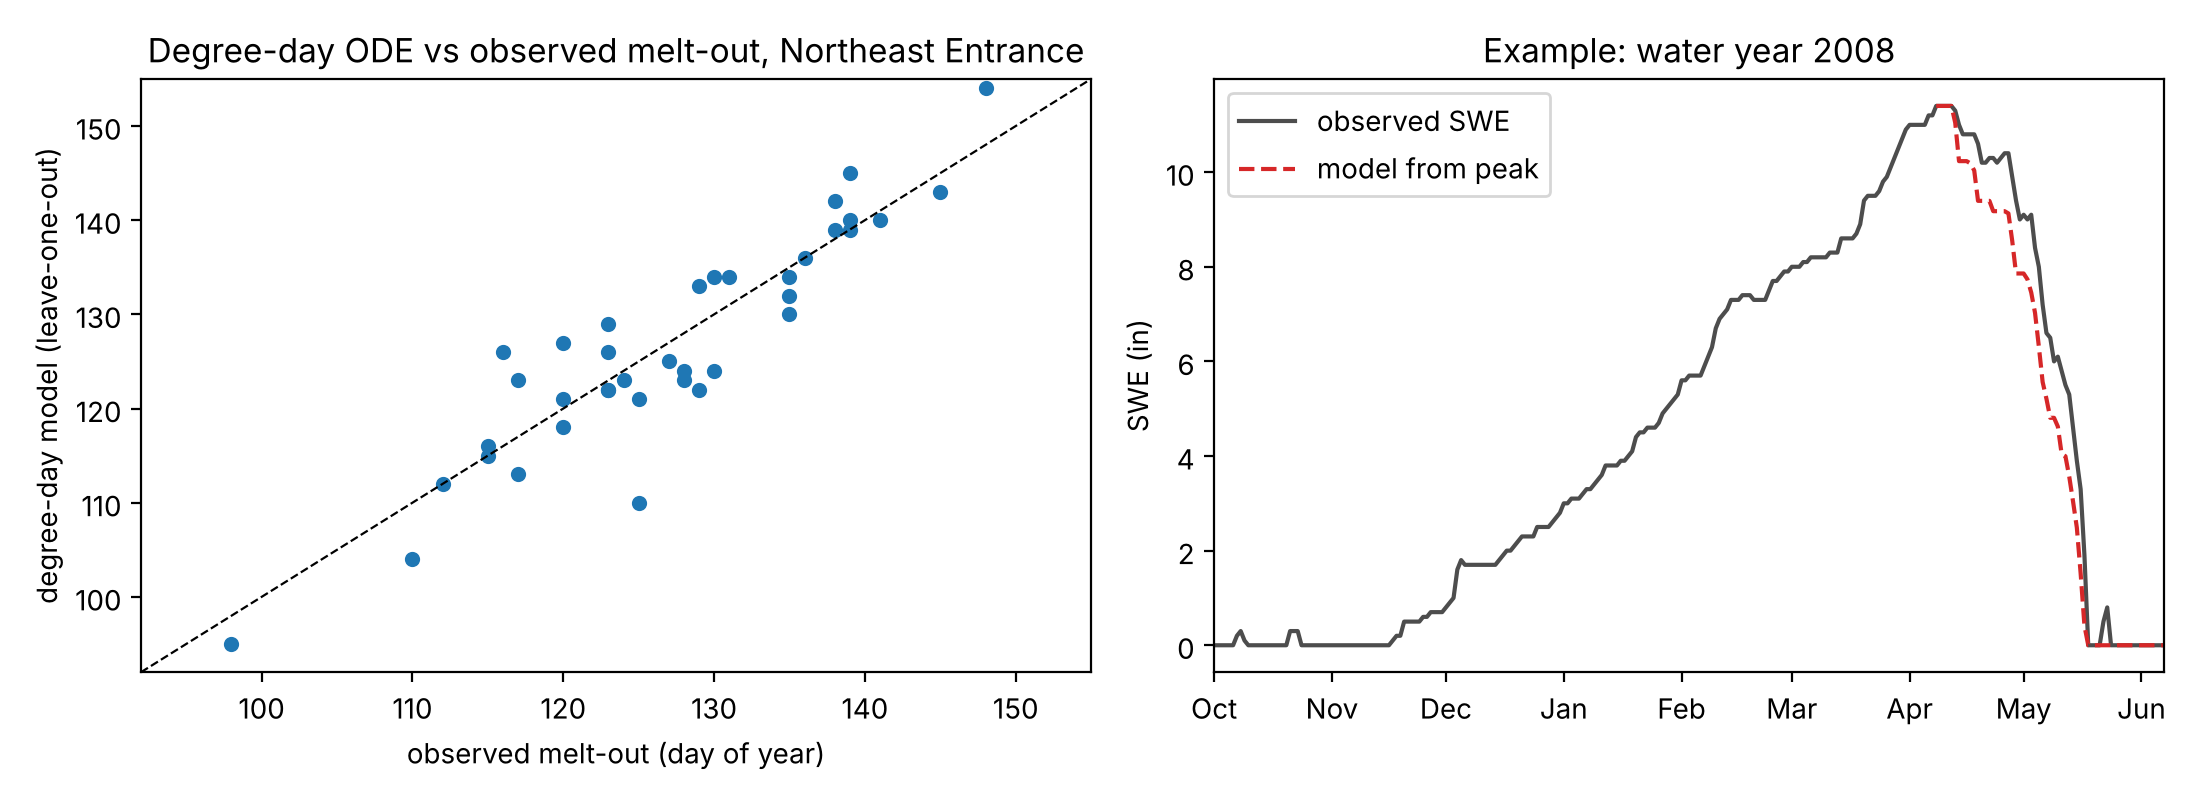 Degree-day ODE vs observed melt-out, Northeast Entrance
degree-day model (leave-one-out)
150
140
130
120
110
100
100 110 120 130 140 150
observed melt-out (day of year)
Example: water year 2008
observed SWE
model from peak
SWE (in)
10
8
6
4
2
0
Oct Nov Dec Jan Feb Mar Apr May Jun